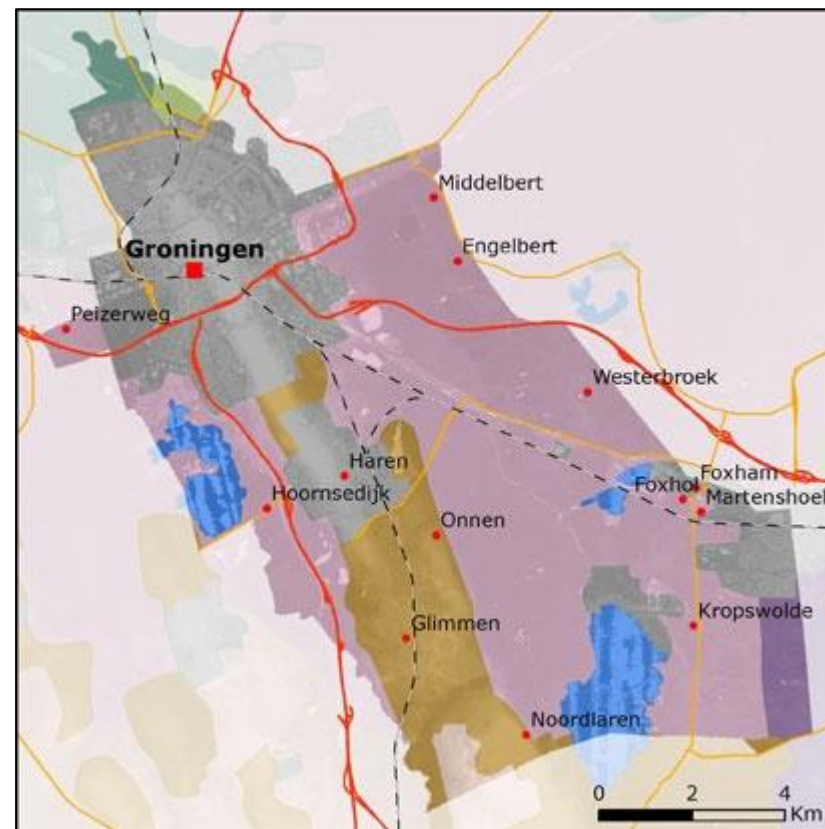 Middelbert
Groningen
Engelbert
Peizerweg
Westerbroek
Haren
Foxham
Foxhol
Martenshoek
Hoornsedijk
Onnen
Kropswolde
Glimmen
Noordlaren
0 2 4
Km